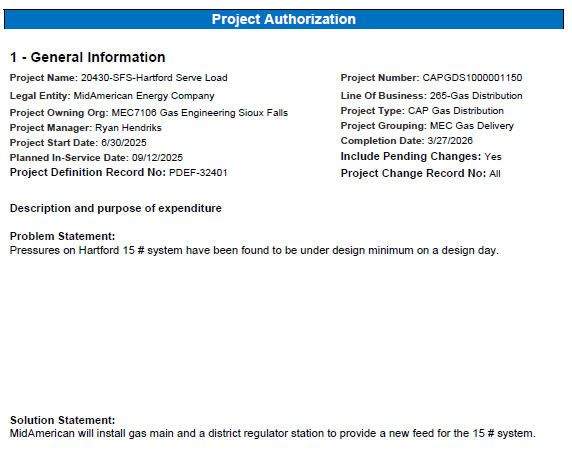 Project Authorization
1 - General Information
Project Name: 20430-SFS-Hartford Serve Load
Project Number: CAPGDS1000001150
Legal Entity: MidAmerican Energy Company
Line Of Business: 265-Gas Distribution
Project Owning Org: MEC7106 Gas Engineering Sioux Falls
Project Type: CAP Gas Distribution
Project Manager: Ryan Hendriks
Project Grouping: MEC Gas Delivery
Project Start Date: 6/30/2025
Completion Date: 3/27/2026
Planned In-Service Date: 09/12/2025
Include Pending Changes: Yes
Project Definition Record No: PDEF-32401
Project Change Record No: All
Description and purpose of expenditure
Problem Statement:
Pressures on Hartford 15 # system have been found to be under design minimum on a design day.
Solution Statement:
MidAmerican will install gas main and a district regulator station to provide a new feed for the 15 # system.